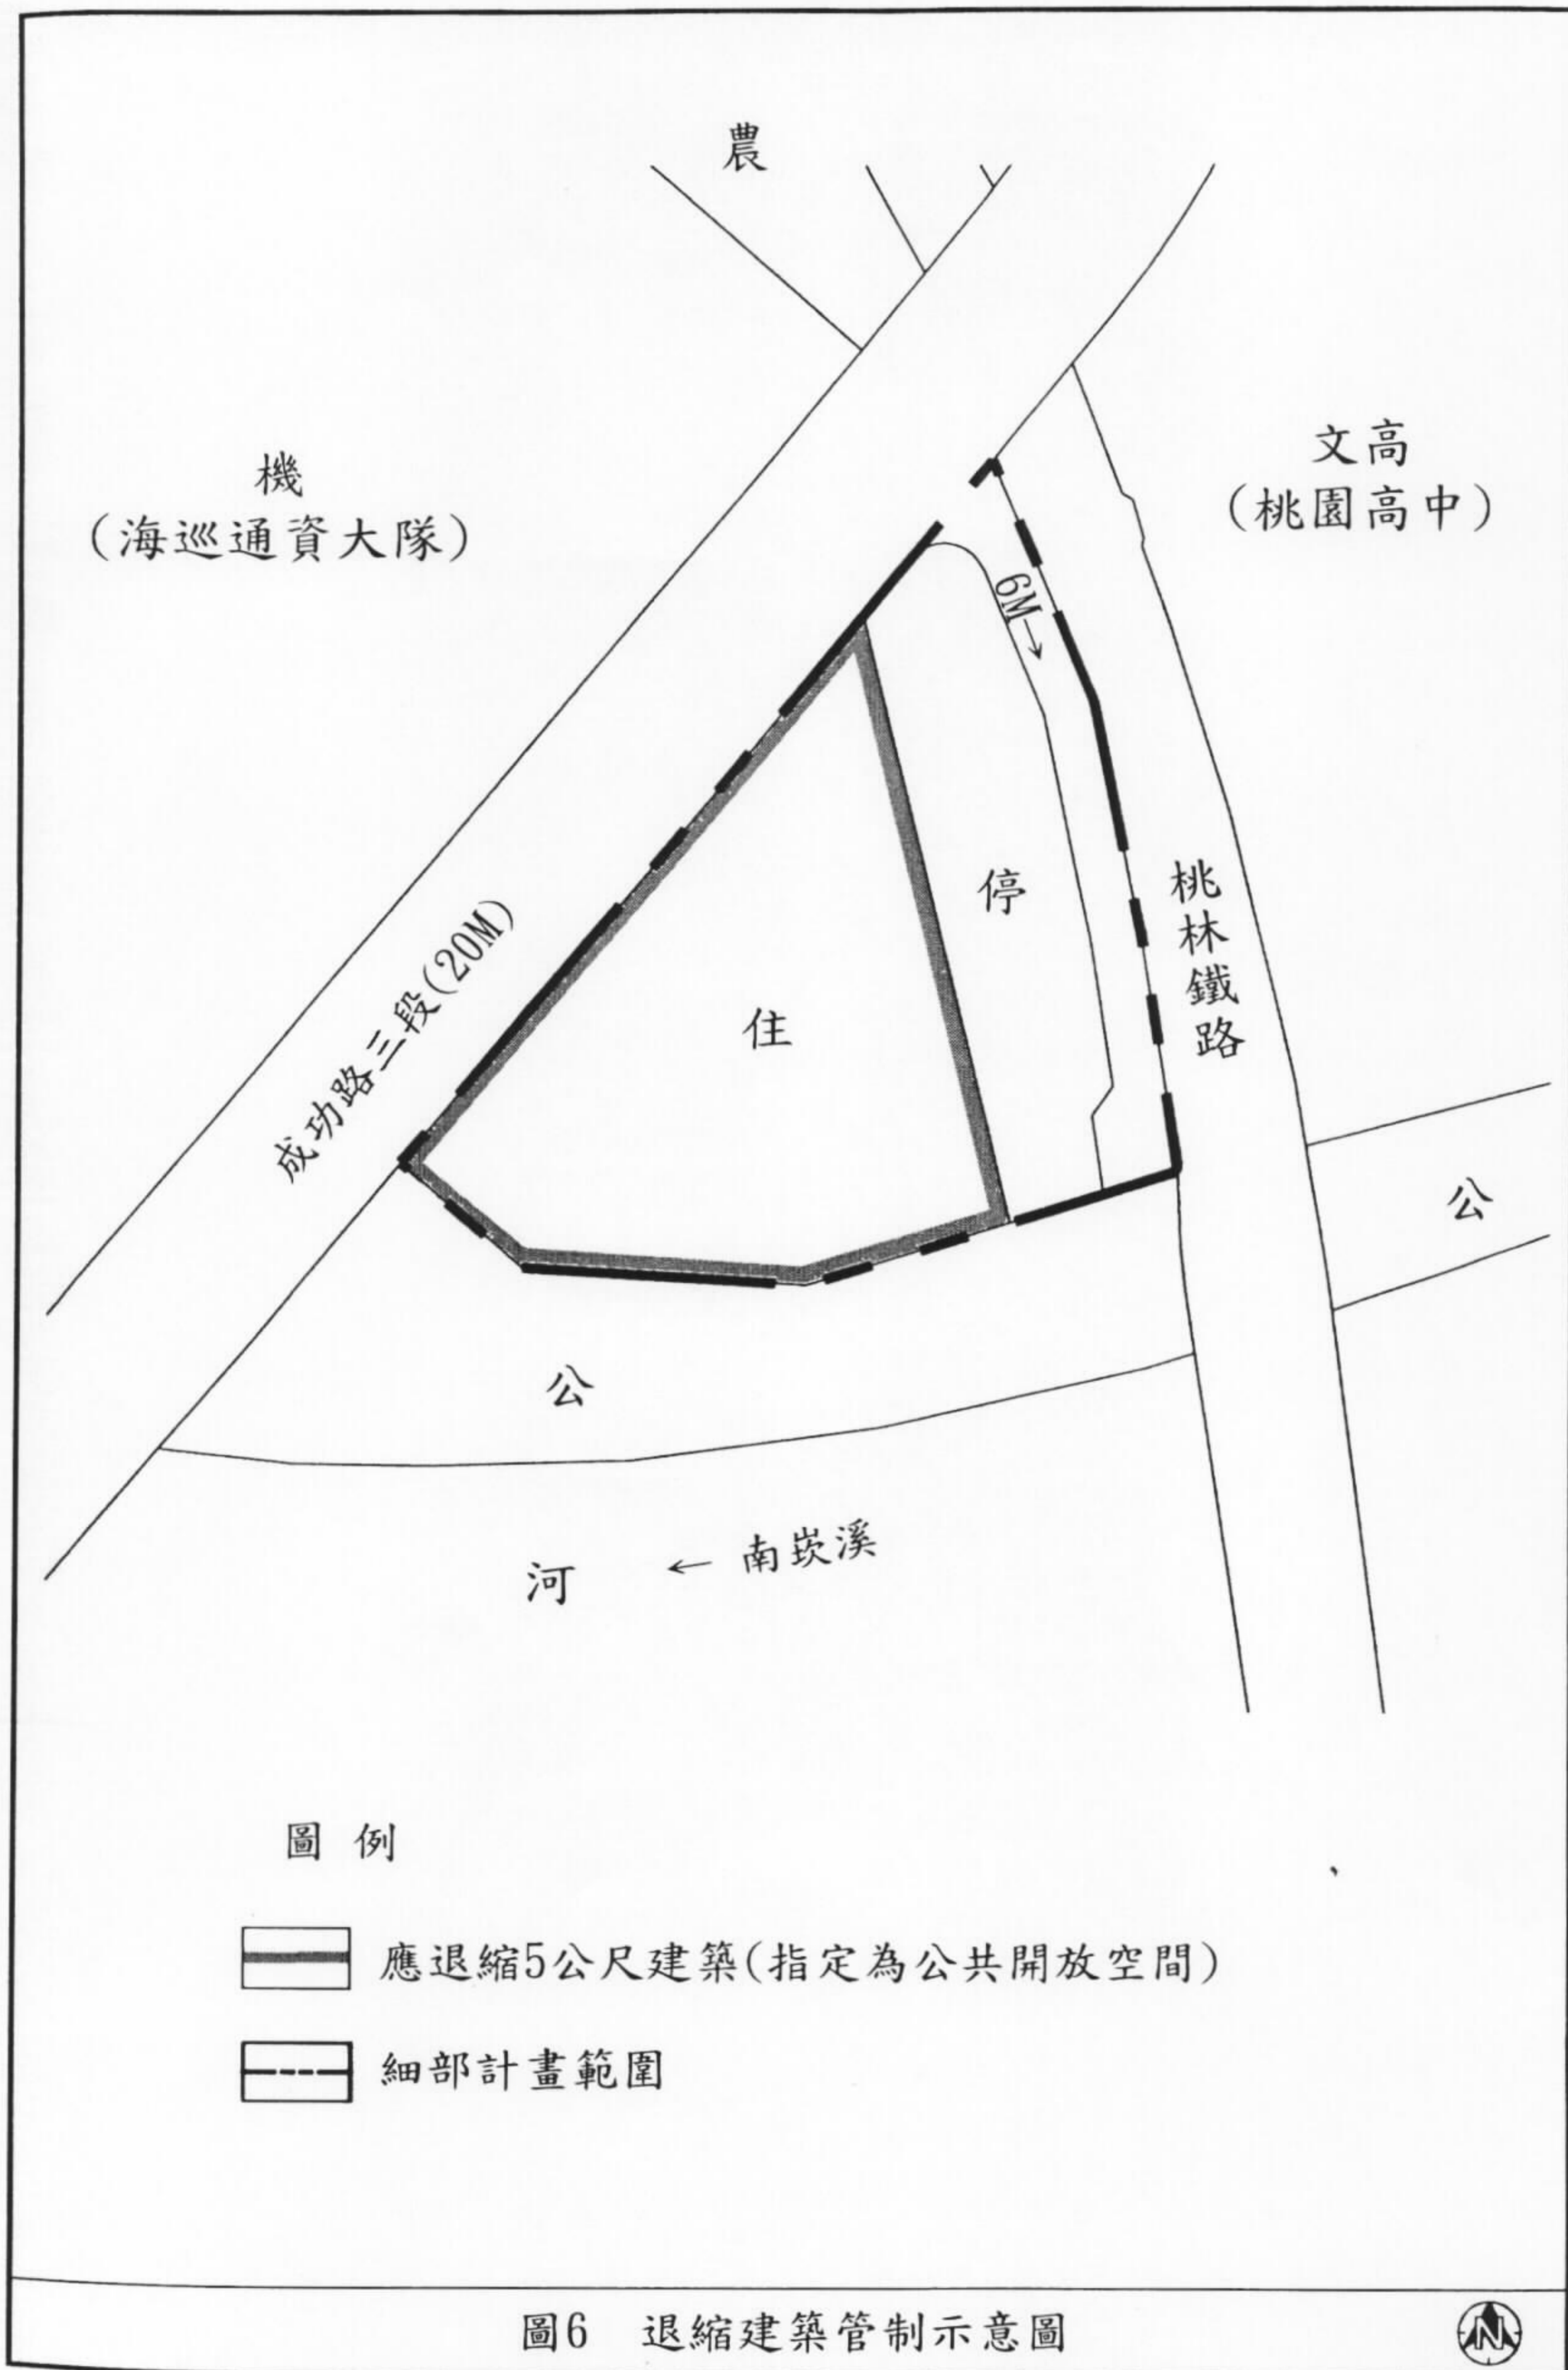 農
機
(海巡通資大隊)
文高
(桃園高中)
6M→
停
桃林鐵路
住
成功路三段(20M)
公
公
河 ← 南崁溪
圖例
應退縮5公尺建築(指定為公共開放空間)
細部計畫範圍
圖6 退縮建築管制示意圖
N